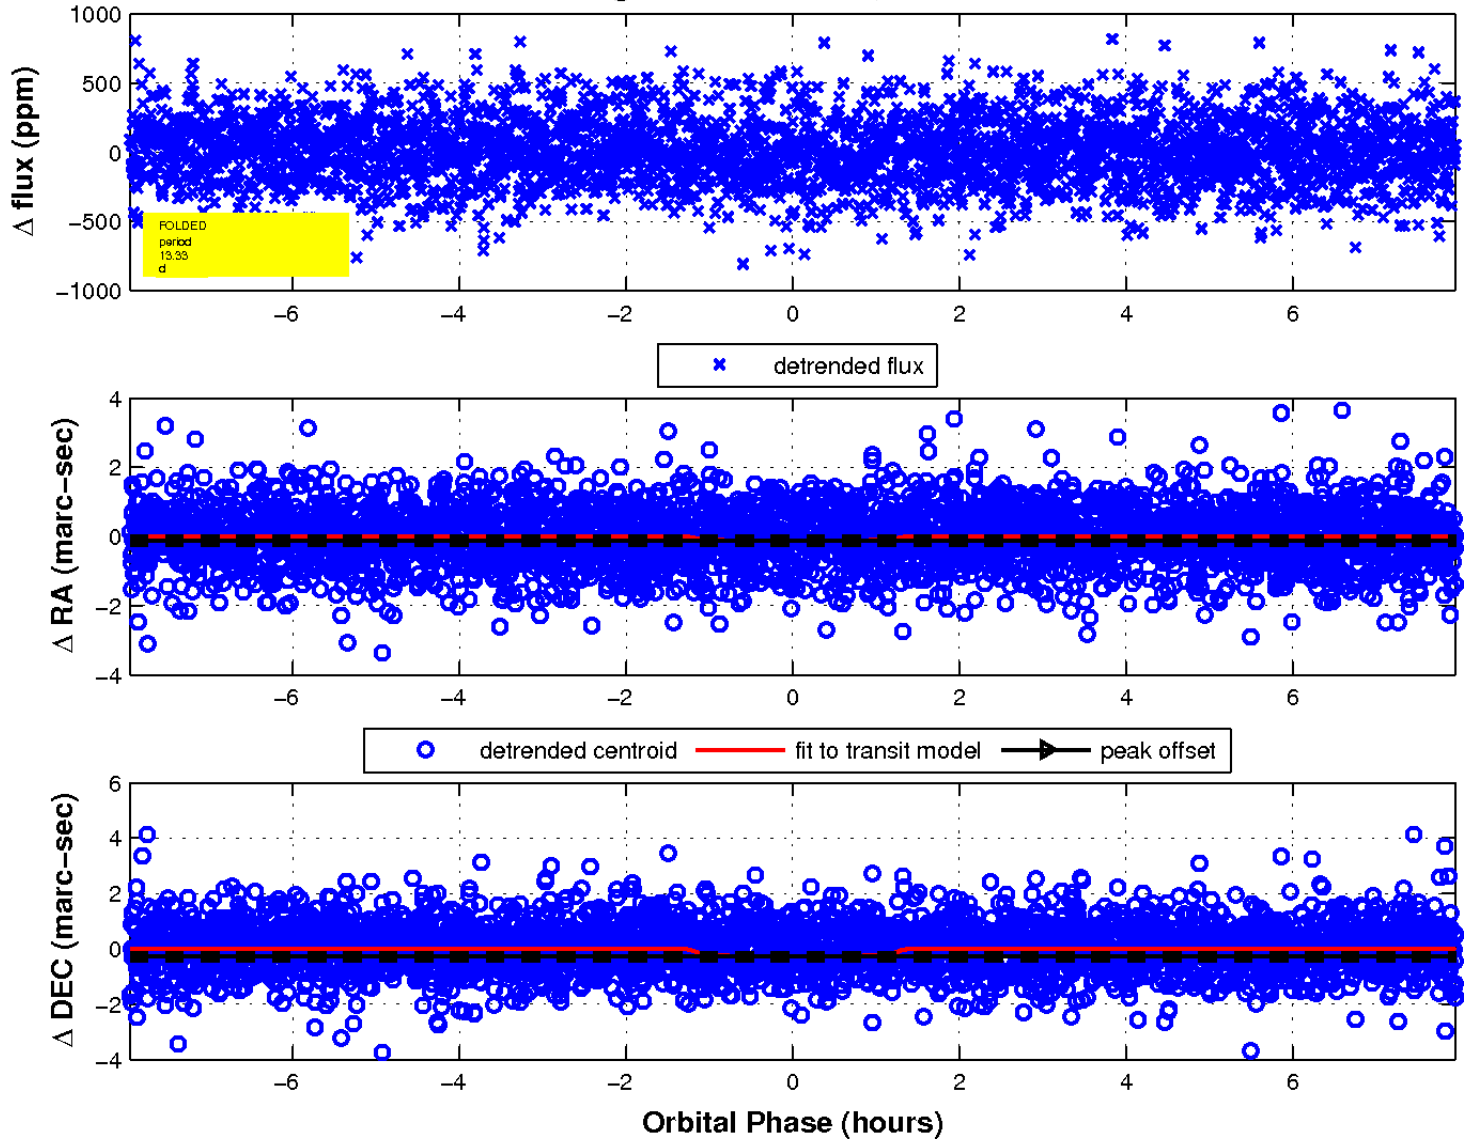 1000
500
0
−500
−1000
Δ flux (ppm)
FOLDED
period
13.33
d
−6 −4 −2 0 2 4 6
detrended flux
4
2
0
−2
−4
Δ RA (marc−sec)
−6 −4 −2 0 2 4 6
detrended centroid fit to transit model peak offset
6
4
2
0
−2
−4
Δ DEC (marc−sec)
−6 −4 −2 0 2 4 6
Orbital Phase (hours)